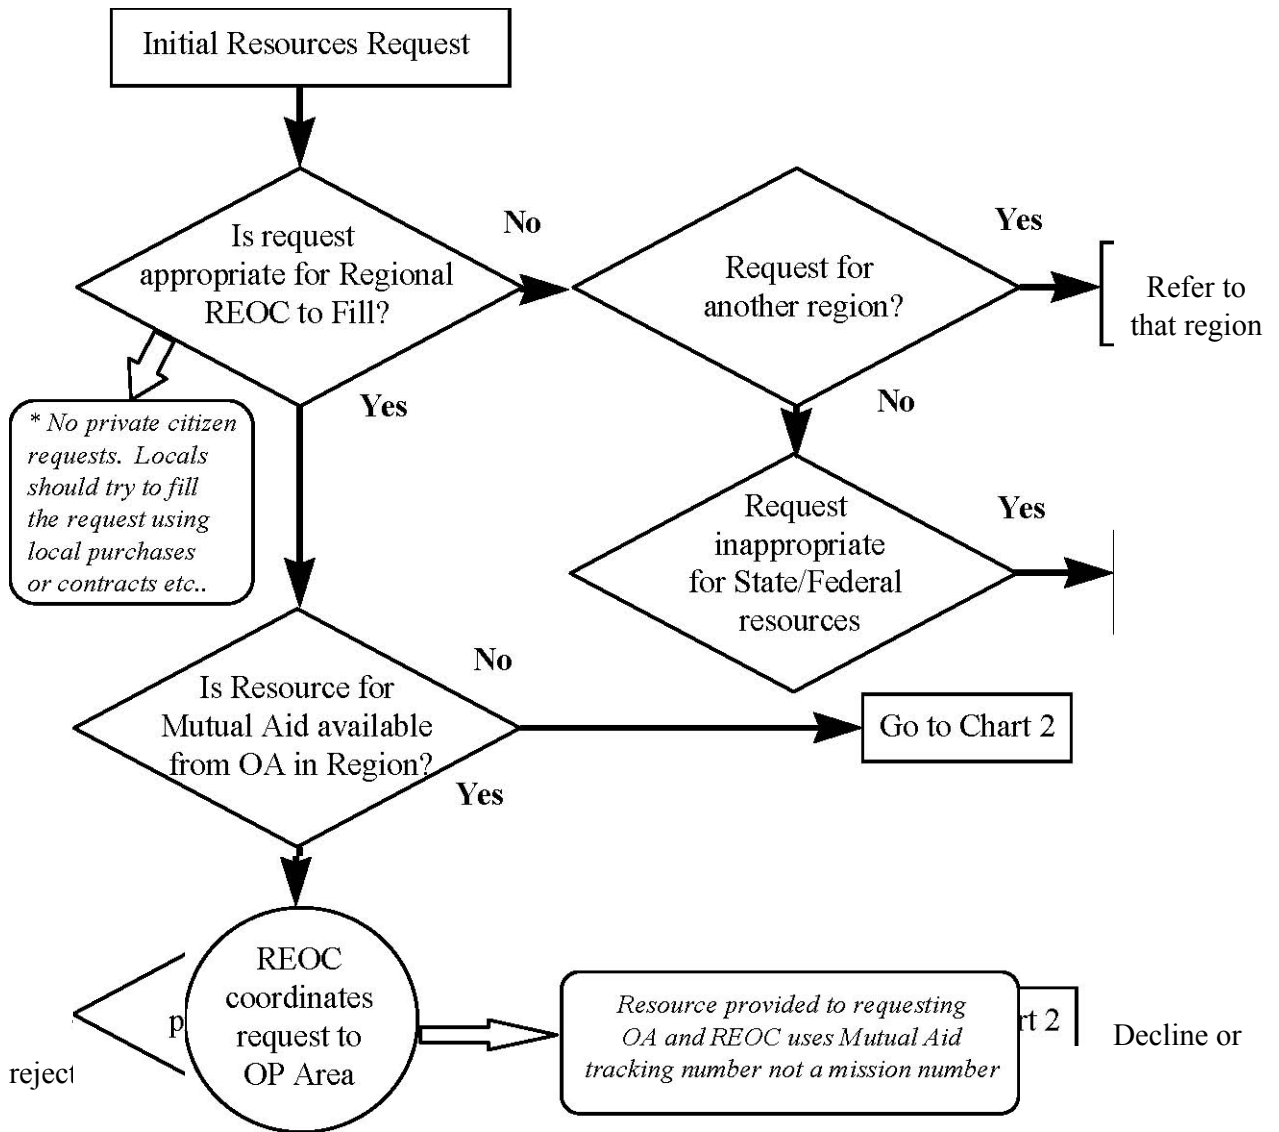 Initial Resources Request
Is request
appropriate for Regional
REOC to Fill?
No
Request for
another region?
Yes
Refer to
that region
Yes
No
* No private citizen
requests. Locals
should try to fill
the request using
local purchases
or contracts etc..
Request
inappropriate
for State/Federal
resources
Yes
Is Resource for
Mutual Aid available
from OA in Region?
No
Go to Chart 2
Yes
REOC
coordinates
request to
OP Area
p
Resource provided to requesting
OA and REOC uses Mutual Aid
tracking number not a mission number
rt 2
Decline or
reject